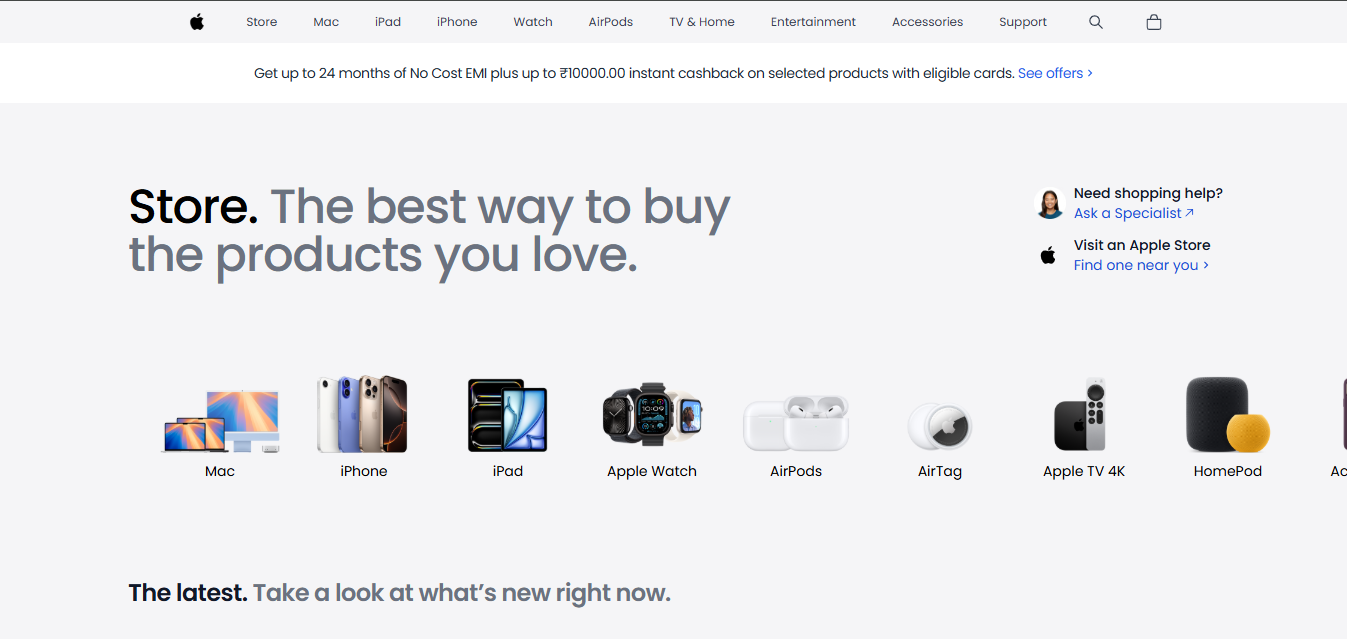 Store Mac iPad iPhone Watch AirPods TV & Home Entertainment Accessories Support
Get up to 24 months of No Cost EMI plus up to ₹10000.00 instant cashback on selected products with eligible cards. See offers >
Store. The best way to buy
the products you love.
Need shopping help?
Ask a Specialist ↗
Visit an Apple Store
Find one near you >
Mac iPhone iPad Apple Watch AirPods AirTag Apple TV 4K HomePod
The latest. Take a look at what’s new right now.